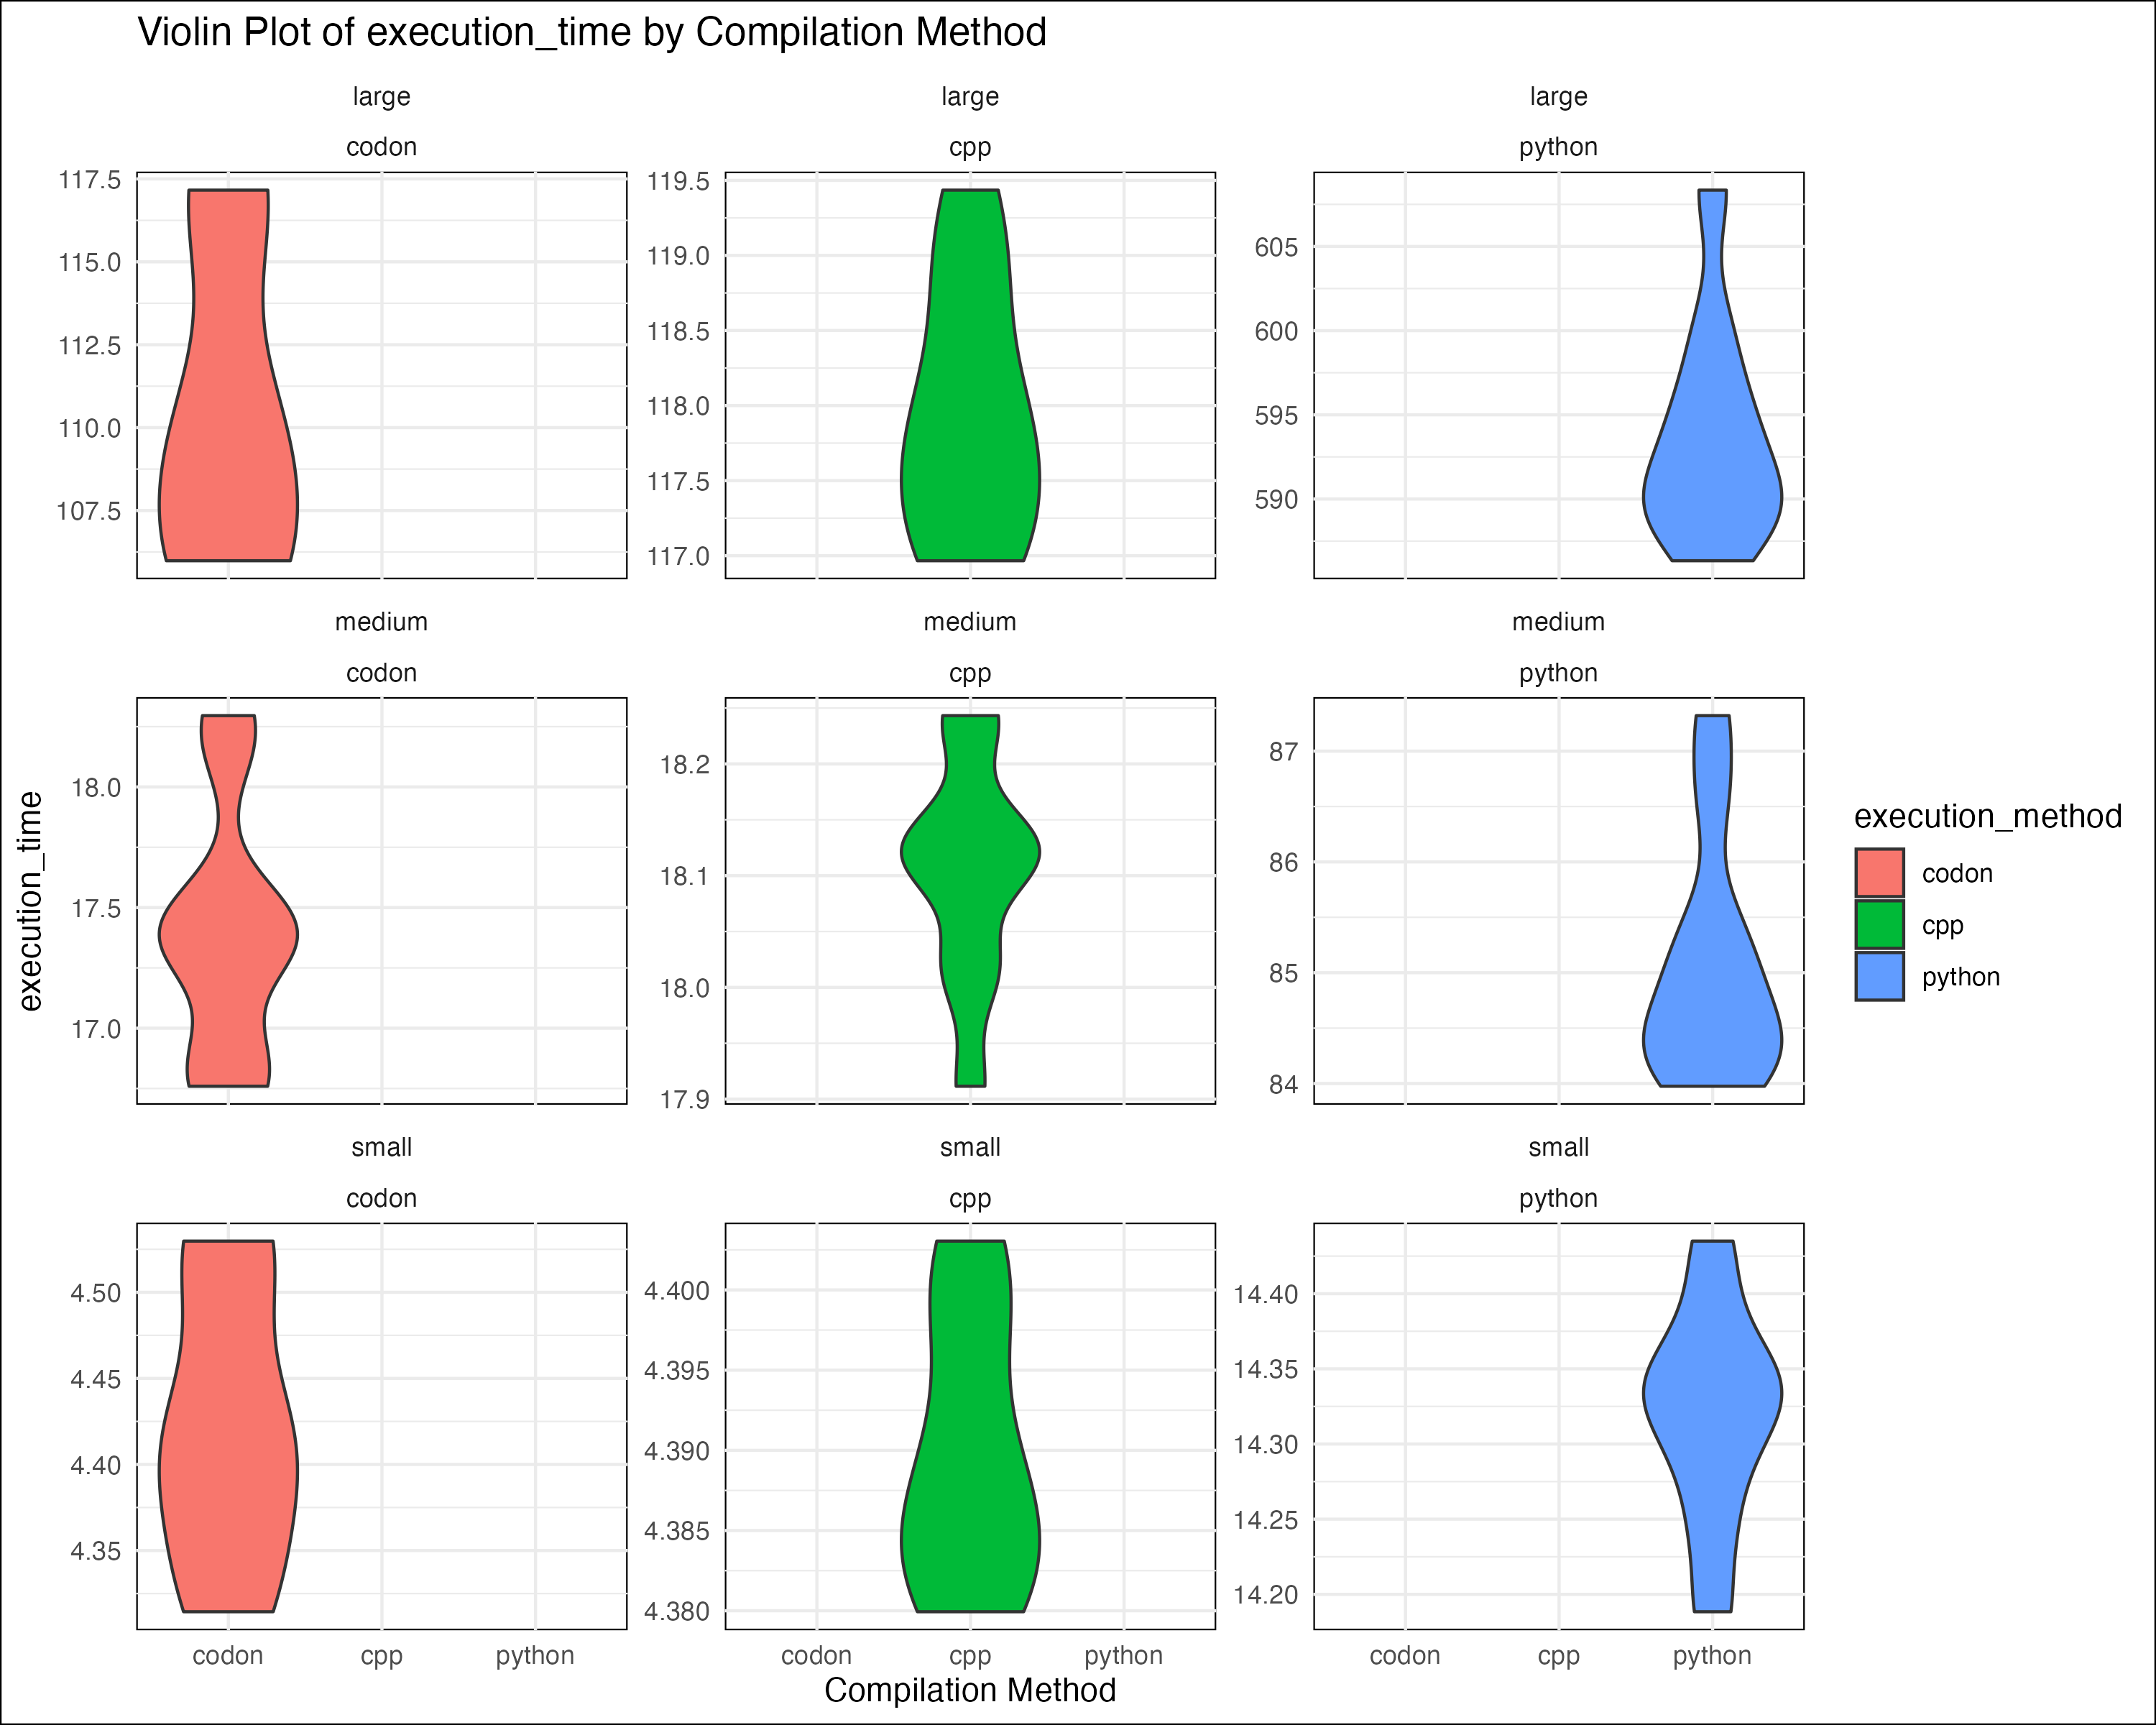 Violin Plot of execution_time by Compilation Method
large
codon
large
cpp
large
python
117.5
115.0
112.5
110.0
107.5
119.5
119.0
118.5
118.0
117.5
117.0
605
600
595
590
medium
codon
medium
cpp
medium
python
18.0
17.5
17.0
18.2
18.1
18.0
17.9
87
86
85
84
small
codon
small
cpp
small
python
4.50
4.45
4.40
4.35
4.400
4.395
4.390
4.385
4.380
14.40
14.35
14.30
14.25
14.20
codon cpp python
codon cpp python
codon cpp python
Compilation Method
execution_time
execution_method
codon
cpp
python